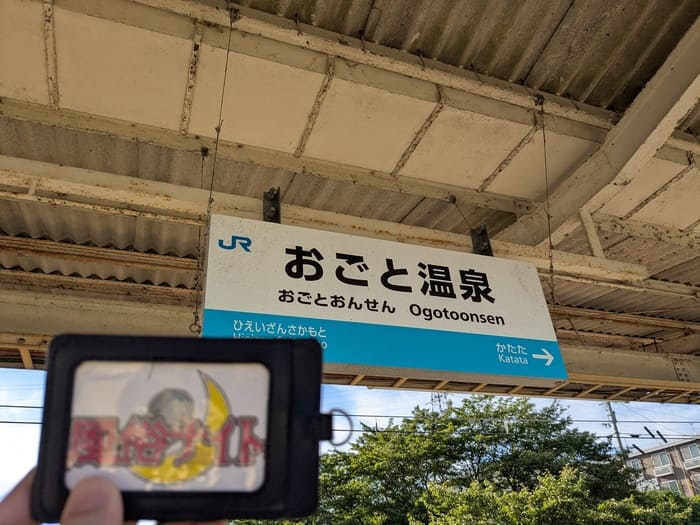 JR
おごと温泉
おごとおんせん Ogotoonsen
ひえいざんさかもと
かたた
Katata